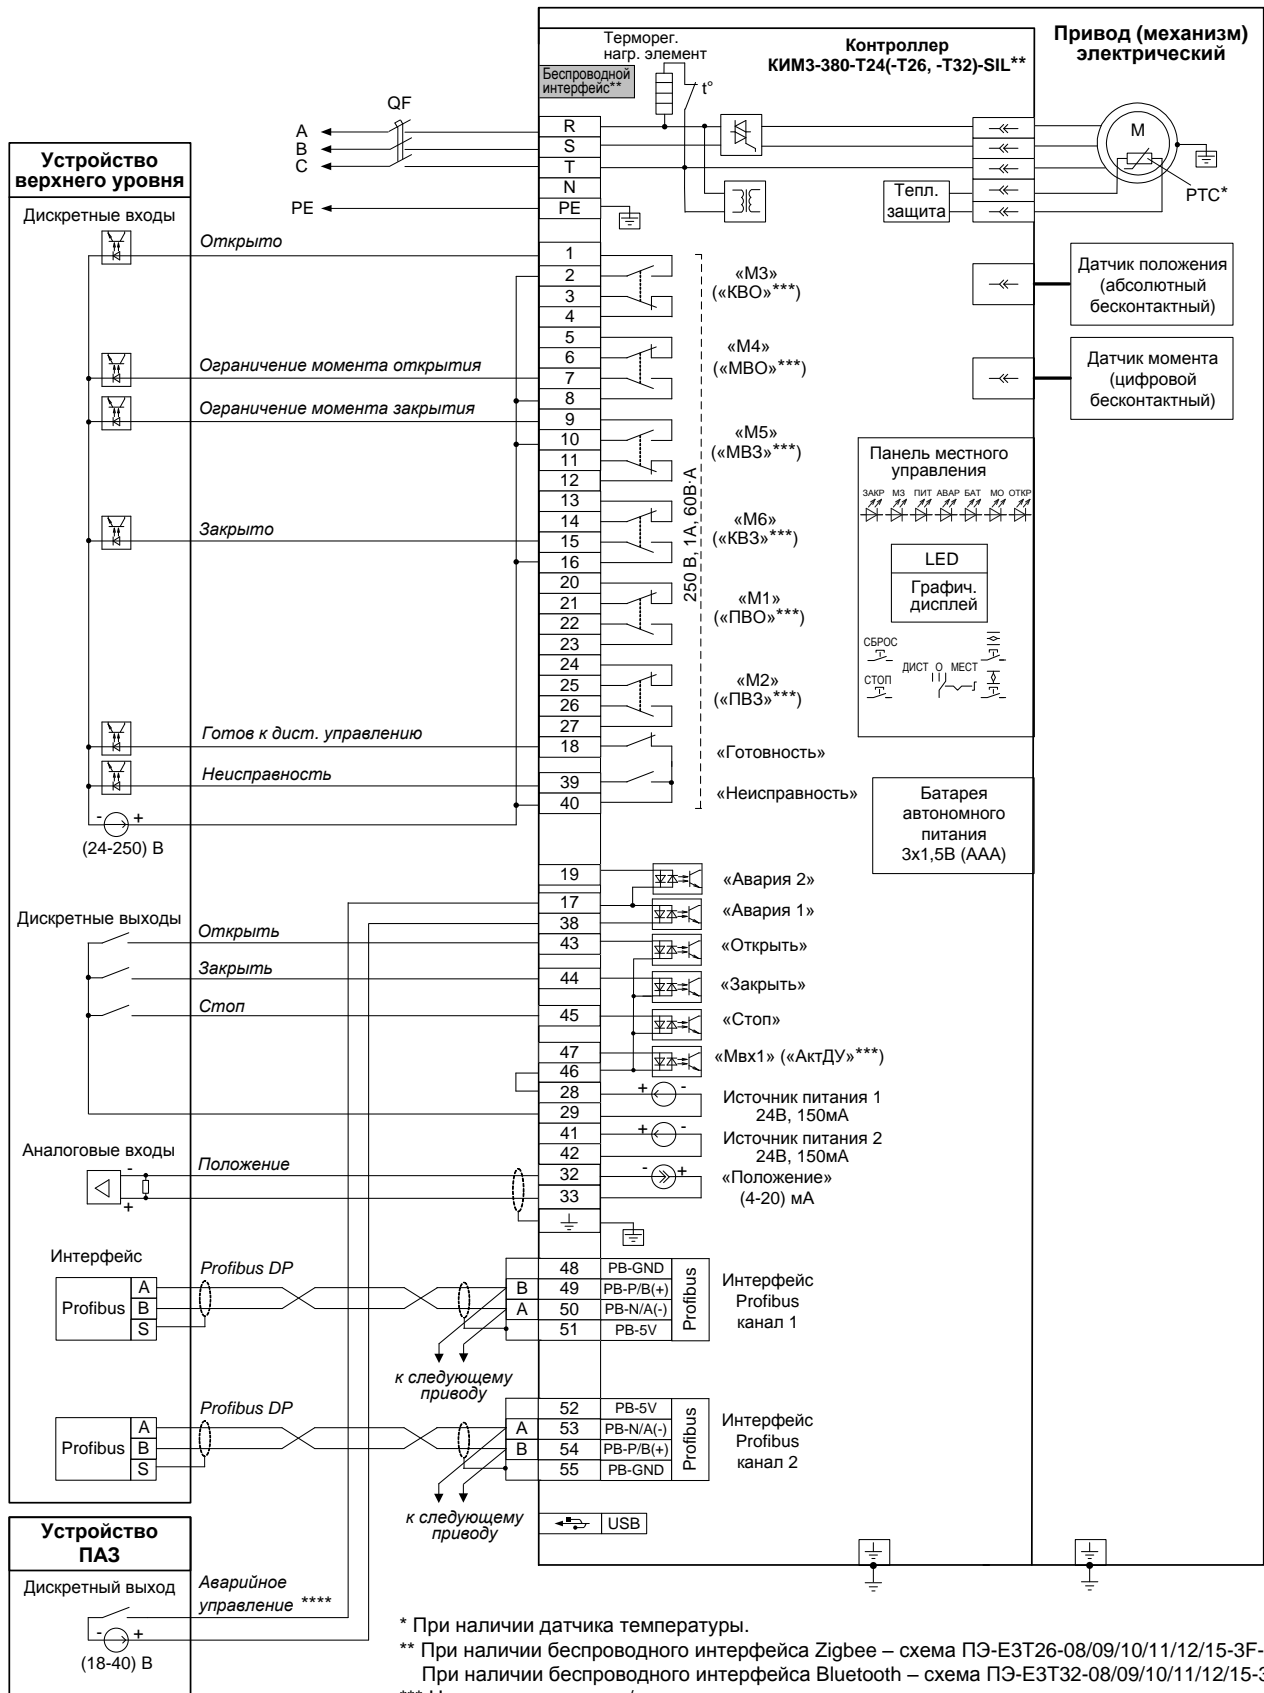 Привод (механизм)
электрический
Контроллер
КИМ3-380-Т24(-Т26, -Т32)-SIL**
Терморег.
нагр. элемент
t°
Беспроводной
интерфейс**
QF
A
B
C
PE
R
S
T
N
PE
M
PTC*
Тепл.
защита
Устройство
верхнего уровня
Дискретные входы
Открыто
Ограничение момента открытия
Ограничение момента закрытия
Закрыто
Готов к дист. управлению
Неисправность
- +
(24-250) В
1
2
3
4
5
6
7
8
9
10
11
12
13
14
15
16
20
21
22
23
24
25
26
27
18
39
40
«М3»
(«КВО»***)
«М4»
(«МВО»***)
«М5»
(«МВЗ»***)
«М6»
(«КВЗ»***)
«М1»
(«ПВО»***)
«М2»
(«ПВЗ»***)
«Готовность»
«Неисправность»
250 В, 1А, 60В·А
Датчик положения
(абсолютный
бесконтактный)
Датчик момента
(цифровой
бесконтактный)
Панель местного
управления
ЗАКР МЗ ПИТ АВАР БАТ МО ОТКР
LED
Графич.
дисплей
СБРОС
СТОП
ДИСТ О МЕСТ
Батарея
автономного
питания
3х1,5В (ААА)
Дискретные выходы
Открыть
Закрыть
Стоп
19
17
38
43
44
45
47
46
28
29
41
42
32
33
«Авария 2»
«Авария 1»
«Открыть»
«Закрыть»
«Стоп»
«Мвх1» («АктДУ»***)
+ -
Источник питания 1
24В, 150мА
+ -
Источник питания 2
24В, 150мА
- +
«Положение»
(4-20) мА
Аналоговые входы
-
+
Положение
Интерфейс
Profibus
A
B
S
Profibus DP
B
A
48 PB-GND
49 PB-P/B(+)
50 PB-N/A(-)
51 PB-5V
Profibus
Интерфейс
Profibus
канал 1
к следующему
приводу
Profibus
A
B
S
Profibus DP
A
B
52 PB-5V
53 PB-N/A(-)
54 PB-P/B(+)
55 PB-GND
Profibus
Интерфейс
Profibus
канал 2
к следующему
приводу
USB
Устройство
ПАЗ
Дискретный выход
Аварийное
управление ****
- +
(18-40) В
* При наличии датчика температуры.
** При наличии беспроводного интерфейса Zigbee – схема ПЭ-Е3Т26-08/09/10/11/12/15-3F-
При наличии беспроводного интерфейса Bluetooth – схема ПЭ-Е3Т32-08/09/10/11/12/15-3